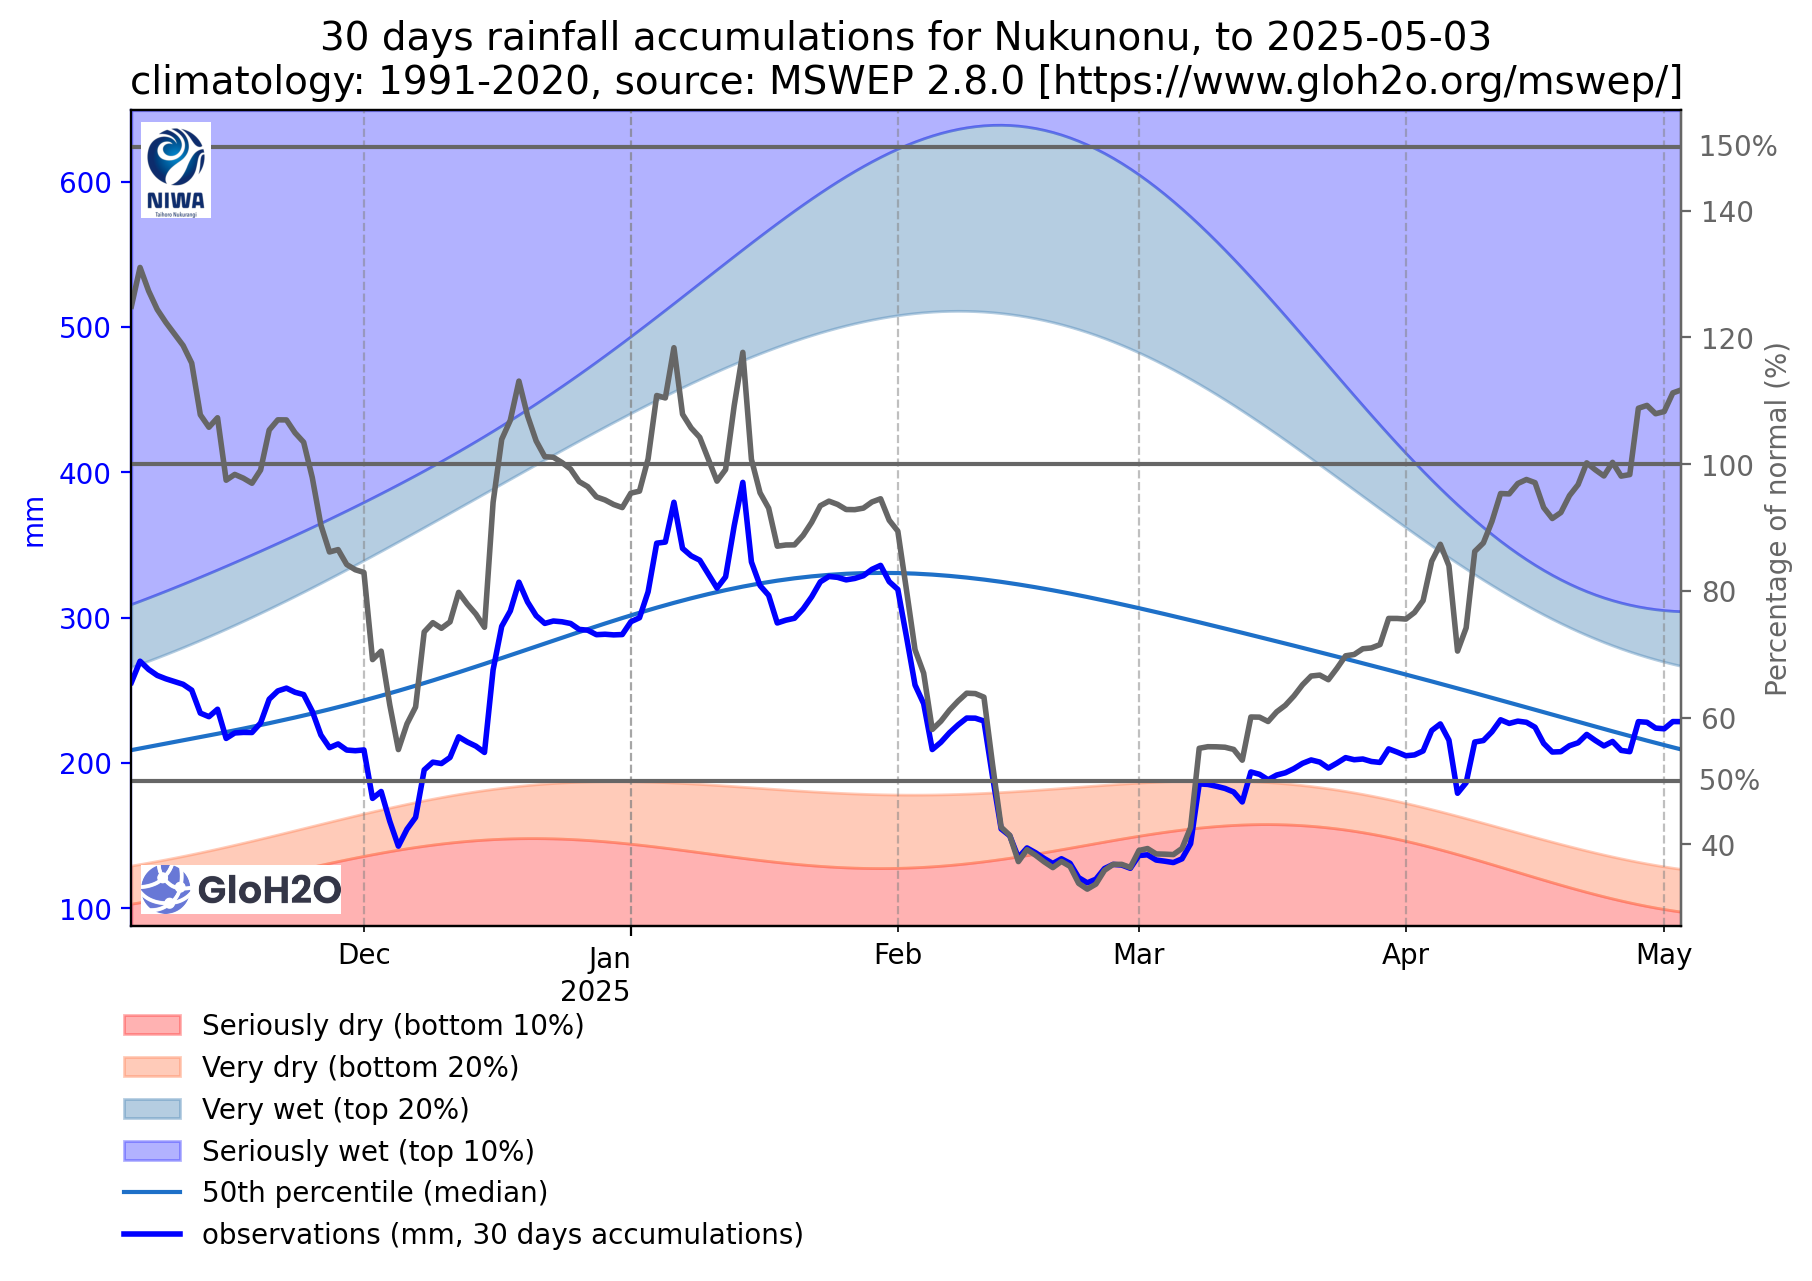 30 days rainfall accumulations for Nukunonu, to 2025-05-03
climatology: 1991-2020, source: MSWEP 2.8.0 [https://www.gloh2o.org/mswep/]
NIWA
Taihoro Nukurangi
600
500
400
300
200
100
mm
150%
140
120
100
80
60
50%
40
Percentage of normal (%)
GloH2O
Dec
Jan
2025
Feb
Mar
Apr
May
Seriously dry (bottom 10%)
Very dry (bottom 20%)
Very wet (top 20%)
Seriously wet (top 10%)
50th percentile (median)
observations (mm, 30 days accumulations)